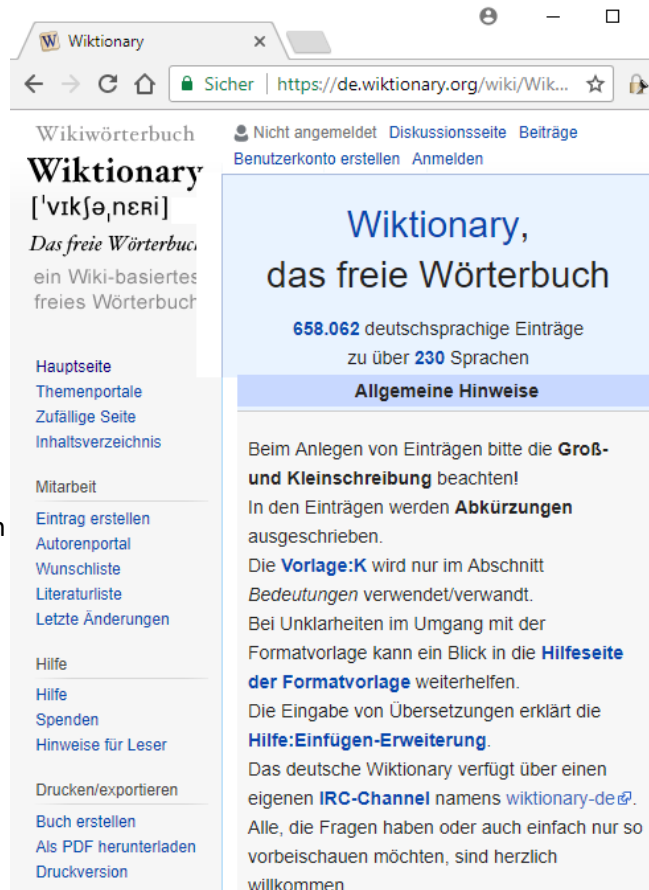 Wiktionary
Sicher
https://de.wiktionary.org/wiki/Wik...
Wikiwörterbuch
Wiktionary
[ˈvɪkʃəˌnɛʀi]
Das freie Wörterbuc
ein Wiki-basiertes
freies Wörterbuch
Hauptseite
Themenportale
Zufällige Seite
Inhaltsverzeichnis
Mitarbeit
Eintrag erstellen
Autorenportal
Wunschliste
Literaturliste
Letzte Änderungen
Hilfe
Hilfe
Spenden
Hinweise für Leser
Drucken/exportieren
Buch erstellen
Als PDF herunterladen
Druckversion
Nicht angemeldet Diskussionsseite Beiträge
Benutzerkonto erstellen Anmelden
Wiktionary,
das freie Wörterbuch
658.062 deutschsprachige Einträge
zu über 230 Sprachen
Allgemeine Hinweise
Beim Anlegen von Einträgen bitte die Groß-
und Kleinschreibung beachten!
In den Einträgen werden Abkürzungen
ausgeschrieben.
Die Vorlage:K wird nur im Abschnitt
Bedeutungen verwendet/verwandt.
Bei Unklarheiten im Umgang mit der
Formatvorlage kann ein Blick in die Hilfeseite
der Formatvorlage weiterhelfen.
Die Eingabe von Übersetzungen erklärt die
Hilfe:Einfügen-Erweiterung.
Das deutsche Wiktionary verfügt über einen
eigenen IRC-Channel namens wiktionary-de.
Alle, die Fragen haben oder auch einfach nur so
vorbeischauen möchten, sind herzlich
willkommen